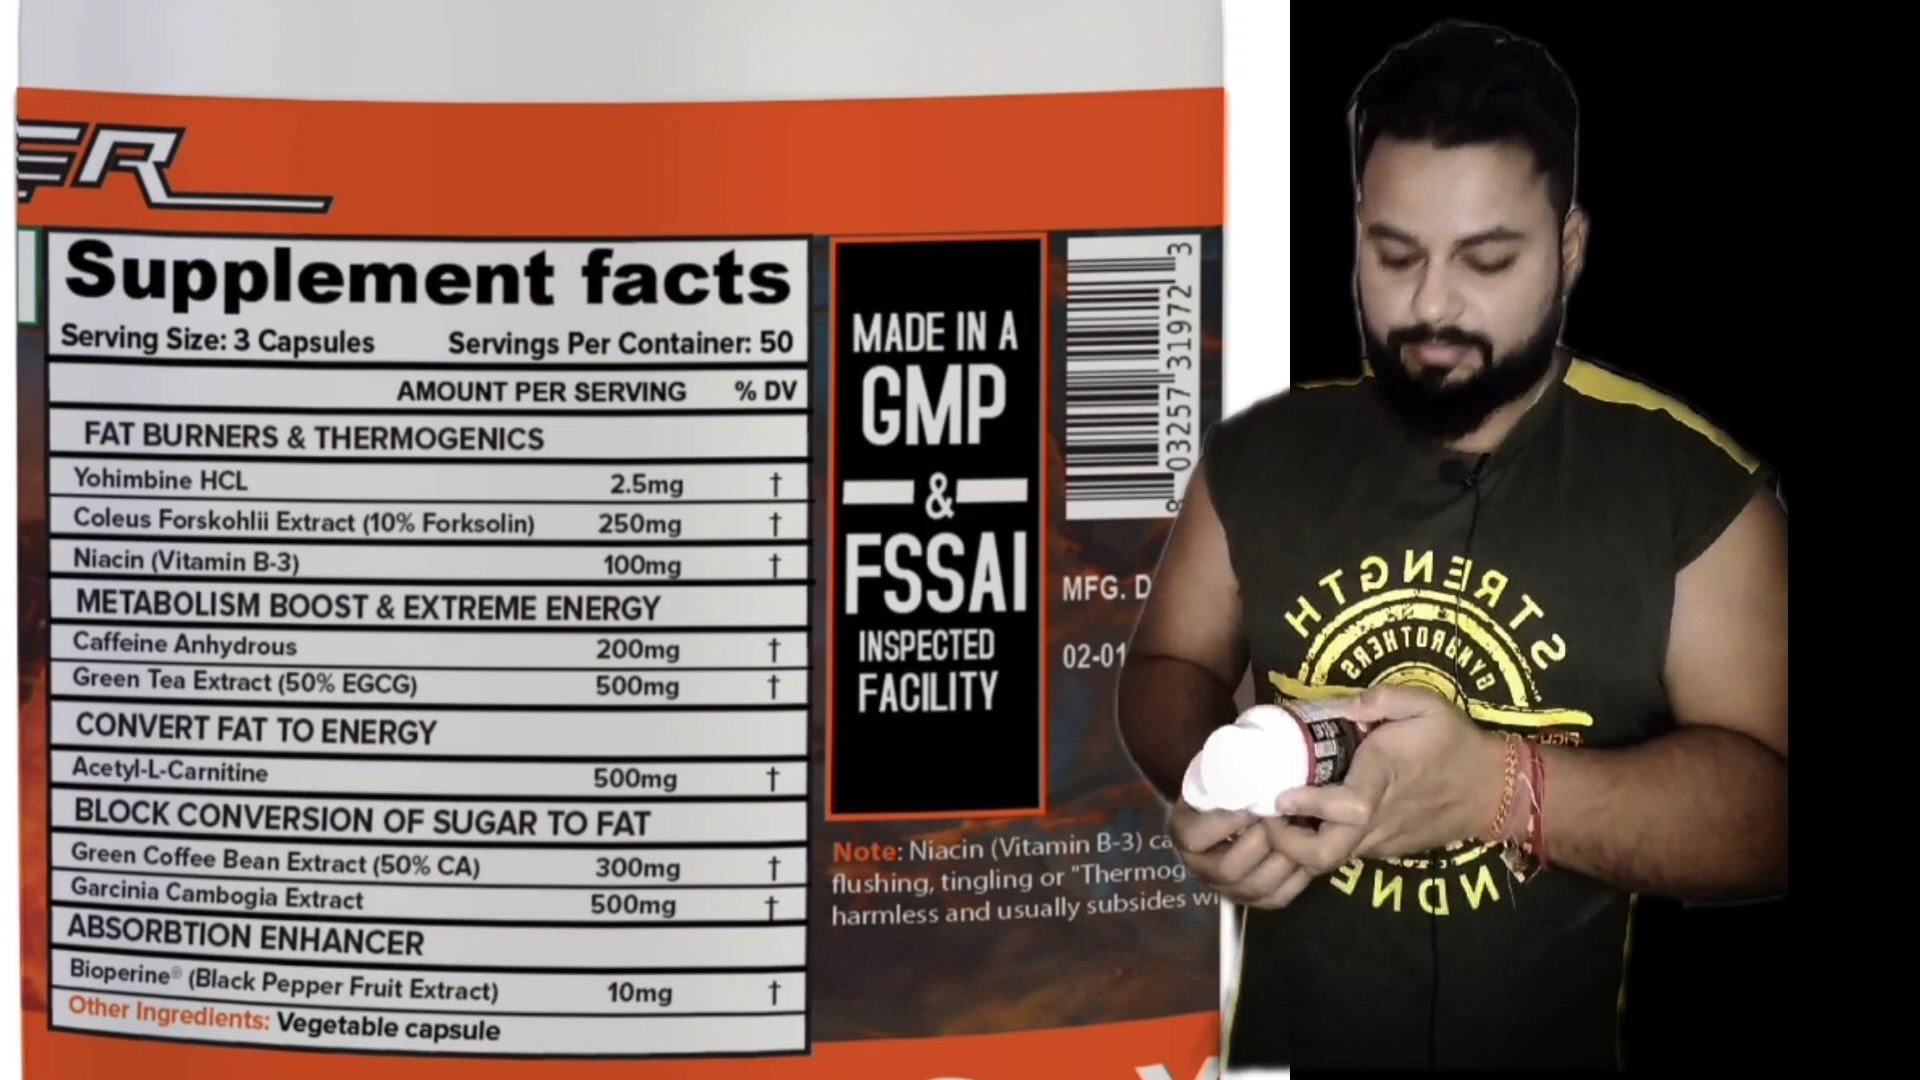 ER
Supplement facts
Serving Size: 3 Capsules Servings Per Container: 50
AMOUNT PER SERVING % DV
FAT BURNERS & THERMOGENICS
Yohimbine HCL 2.5mg †
Coleus Forskohlii Extract (10% Forksolin) 250mg †
Niacin (Vitamin B-3) 100mg †
METABOLISM BOOST & EXTREME ENERGY
Caffeine Anhydrous 200mg †
Green Tea Extract (50% EGCG) 500mg †
CONVERT FAT TO ENERGY
Acetyl-L-Carnitine 500mg †
BLOCK CONVERSION OF SUGAR TO FAT
Green Coffee Bean Extract (50% CA) 300mg †
Garcinia Cambogia Extract 500mg †
ABSORBTION ENHANCER
Bioperine® (Black Pepper Fruit Extract) 10mg †
Other Ingredients: Vegetable capsule
MADE IN A
GMP
&
FSSAI
INSPECTED
FACILITY
8 03257 31972 3
MFG. D
02-01
Note: Niacin (Vitamin B-3) ca
flushing, tingling or "Thermog
harmless and usually subsides wi
STRENGTH
GYMBROTHERS